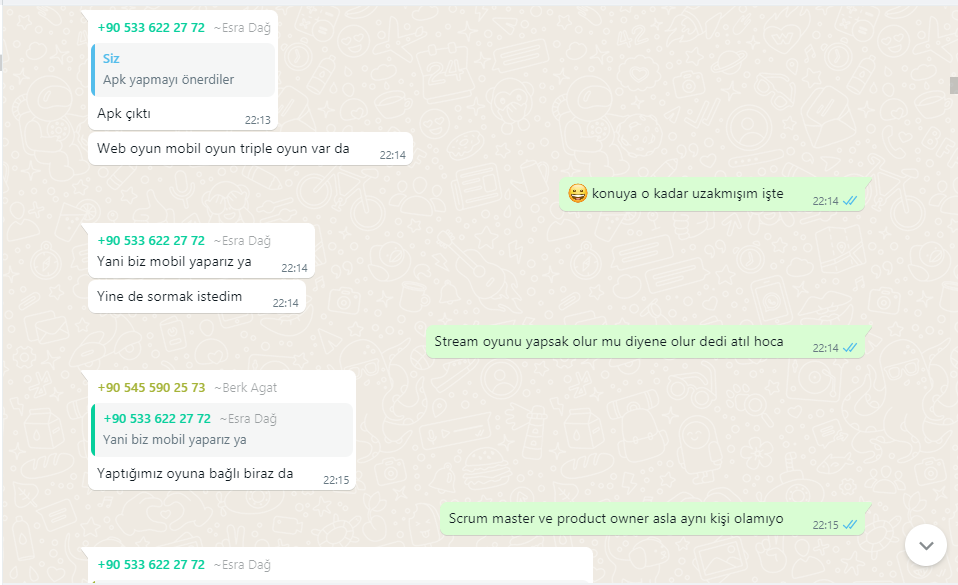 +90 533 622 27 72 ~Esra Dağ
Siz
Apk yapmayı önerdiler
Apk çıktı
22:13
Web oyun mobil oyun triple oyun var da
22:14
😀 konuya o kadar uzakmışım işte
22:14
+90 533 622 27 72 ~Esra Dağ
Yani biz mobil yaparız ya
22:14
Yine de sormak istedim
22:14
Stream oyunu yapsak olur mu diyene olur dedi atıl hoca
22:14
+90 545 590 25 73 ~Berk Agat
+90 533 622 27 72 ~Esra Dağ
Yani biz mobil yaparız ya
Yaptığımız oyuna bağlı biraz da
22:15
Scrum master ve product owner asla aynı kişi olamıyo
22:15
+90 533 622 27 72 ~Esra Dağ